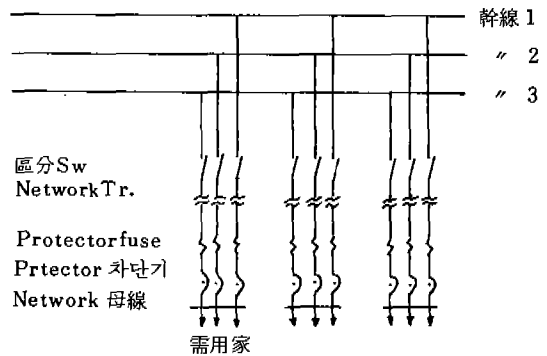 幹線 1
〃 2
〃 3
區分Sw
NetworkTr.
Protectorfuse
Prtector 차단기
Network 母線
需用家